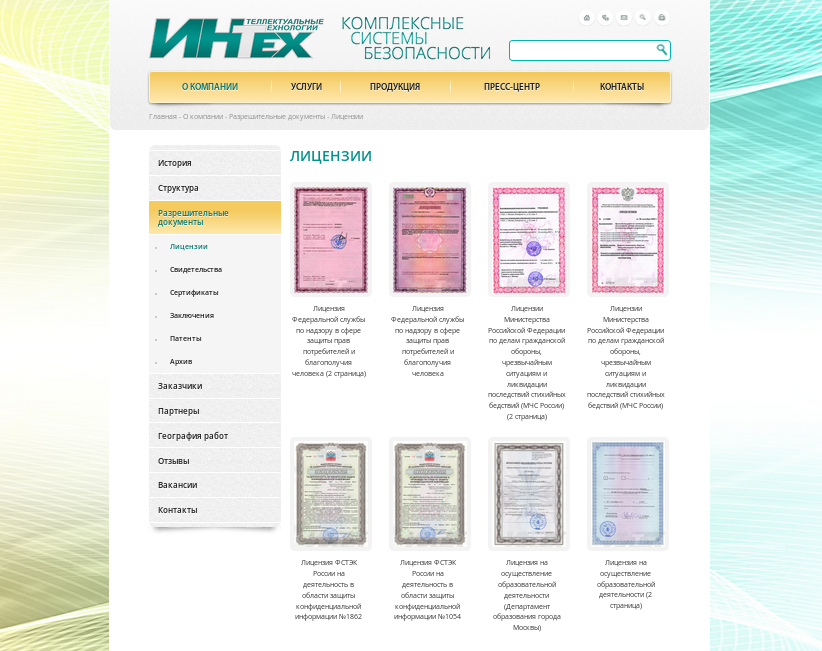 ИНТЕХ
ТЕЛЛЕКТУАЛЬНЫЕ
ЕХНОЛОГИИ
КОМПЛЕКСНЫЕ
СИСТЕМЫ
БЕЗОПАСНОСТИ
О КОМПАНИИ УСЛУГИ ПРОДУКЦИЯ ПРЕСС-ЦЕНТР КОНТАКТЫ
Главная - О компании - Разрешительные документы - Лицензии
История
Структура
Разрешительные
документы
Лицензии
Свидетельства
Сертификаты
Заключения
Патенты
Архив
Заказчики
Партнеры
География работ
Отзывы
Вакансии
Контакты
ЛИЦЕНЗИИ
Лицензия
Федеральной службы
по надзору в сфере
защиты прав
потребителей и
благополучия
человека (2 страница)
Лицензия
Федеральной службы
по надзору в сфере
защиты прав
потребителей и
благополучия
человека
Лицензии
Министерства
Российской Федерации
по делам гражданской
обороны,
чрезвычайным
ситуациям и
ликвидации
последствий стихийных
бедствий (МЧС России)
(2 страница)
Лицензии
Министерства
Российской Федерации
по делам гражданской
обороны,
чрезвычайным
ситуациям и
ликвидации
последствий стихийных
бедствий (МЧС России)
Лицензия ФСТЭК
России на
деятельность в
области защиты
конфиденциальной
информации №1862
Лицензия ФСТЭК
России на
деятельность в
области защиты
конфиденциальной
информации №1054
Лицензия на
осуществление
образовательной
деятельности
(Департамент
образования города
Москвы)
Лицензия на
осуществление
образовательной
деятельности (2
страница)